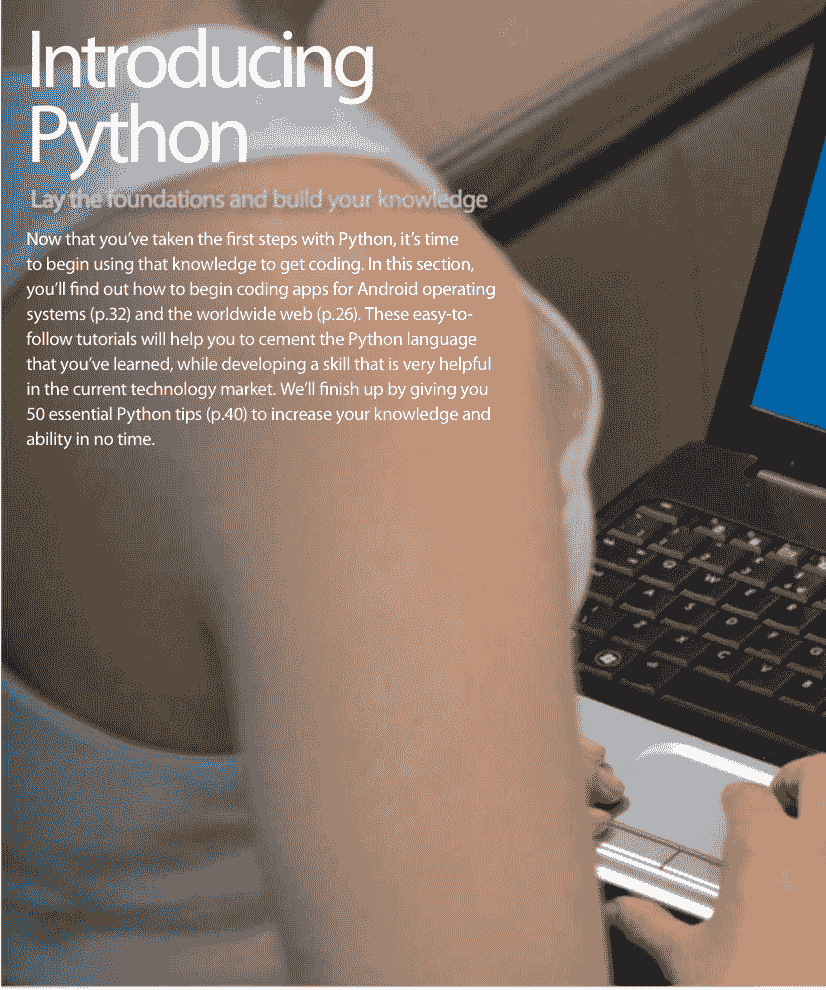 Introducing
Python
Lay the foundations and build your knowledge
Now that you've taken the first steps with Python, it's time
to begin using that knowledge to get coding. In this section,
you'll find out how to begin coding apps for Android operating
systems (p.32) and the worldwide web (p.26). These easy-to-
follow tutorials will help you to cement the Python language
that you've learned, while developing a skill that is very helpful
in the current technology market. We'll finish up by giving you
50 essential Python tips (p.40) to increase your knowledge and
ability in no time.